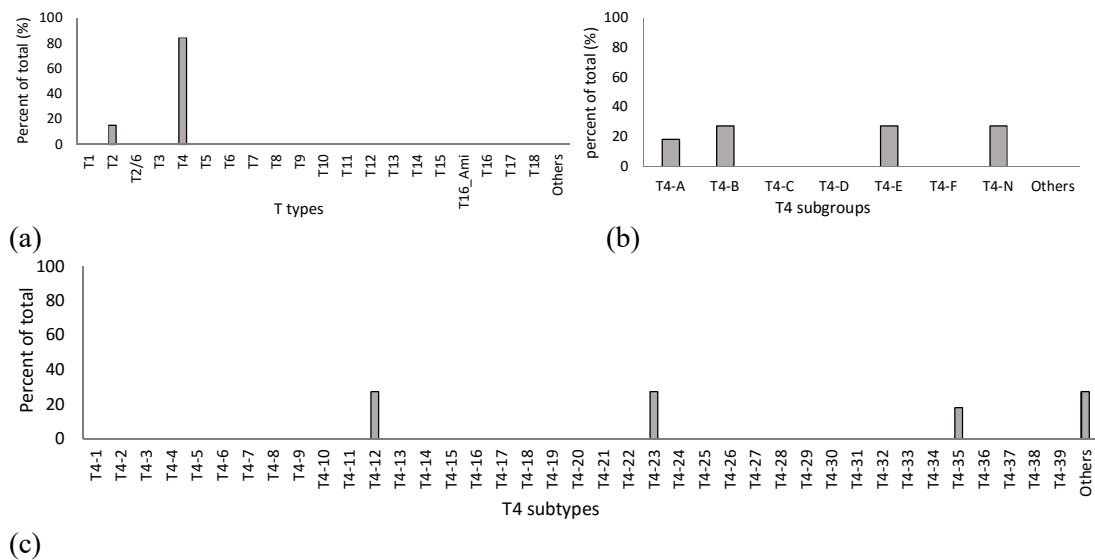 Percent of total (%)
100
80
60
40
20
0
T1
T2
T2/6
T3
T4
T5
T6
T7
T8
T9
T10
T11
T12
T13
T14
T15
T16_Ami
T16
T17
T18
Others
T types
(a)
percent of total (%)
100
80
60
40
20
0
T4-A
T4-B
T4-C
T4-D
T4-E
T4-F
T4-N
Others
T4 subgroups
(b)
Percent of total
100
80
60
40
20
0
T4-1
T4-2
T4-3
T4-4
T4-5
T4-6
T4-7
T4-8
T4-9
T4-10
T4-11
T4-12
T4-13
T4-14
T4-15
T4-16
T4-17
T4-18
T4-19
T4-20
T4-21
T4-22
T4-23
T4-24
T4-25
T4-26
T4-27
T4-28
T4-29
T4-30
T4-31
T4-32
T4-33
T4-34
T4-35
T4-36
T4-37
T4-38
T4-39
Others
T4 subtypes
(c)